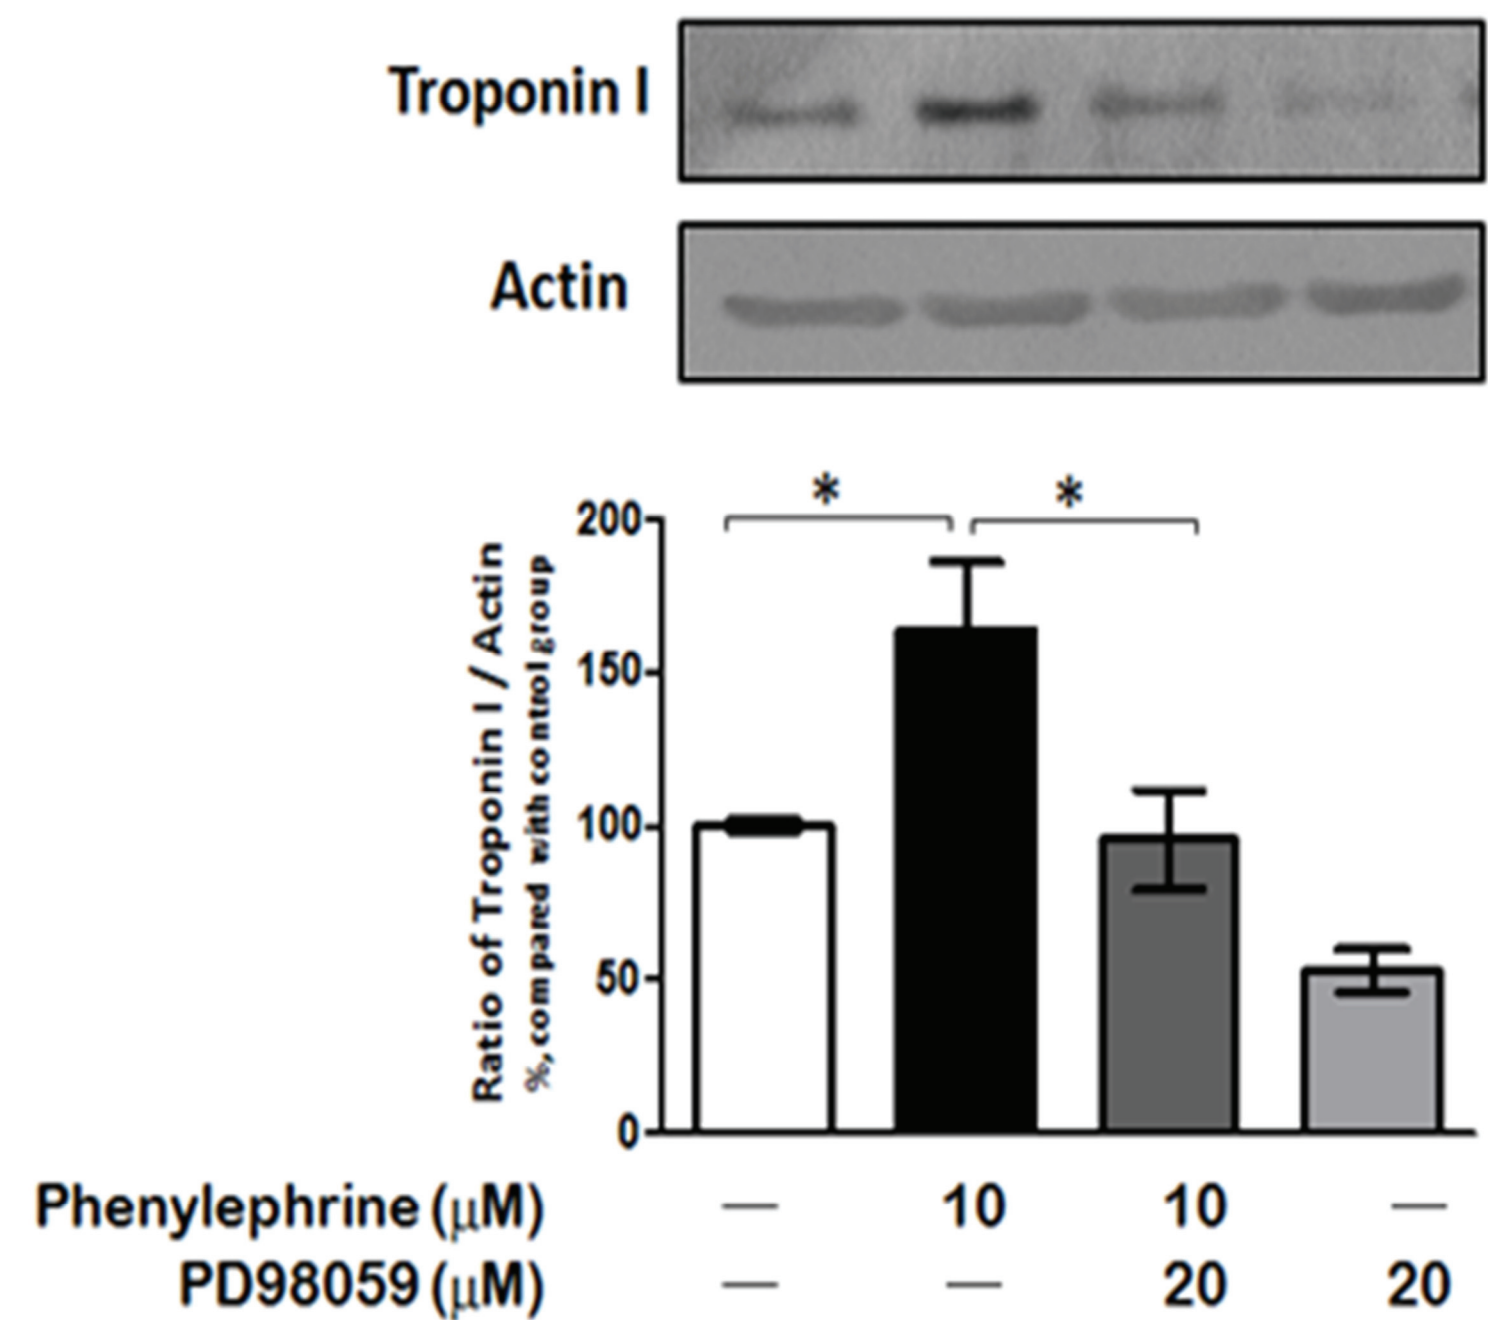 Troponin I
Actin
* *
200
150
100
50
0
Ratio of Troponin I / Actin
%, compared with control group
Phenylephrine (μM) — 10 10 —
PD98059 (μM) — — 20 20